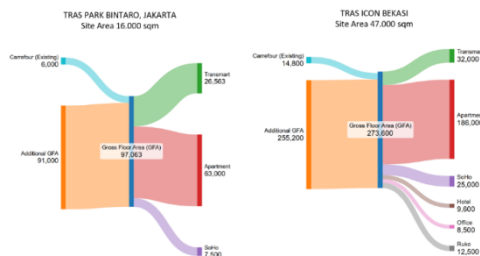 TRAS PARK BINTARO, JAKARTA
Site Area 16.000 sqm
Carrefour (Existing)
6,000
Transmart
26,563
Additional GFA
91,000
Gross Floor Area (GFA)
97,063
Apartment
63,000
SoHo
7,500
TRAS ICON BEKASI
Site Area 47.000 sqm
Carrefour (Existing)
14,800
Transmart
32,000
Additional GFA
255,200
Gross Floor Area (GFA)
273,600
Apartment
186,000
SoHo
25,000
Hotel
9,600
Office
8,500
Ruko
12,500